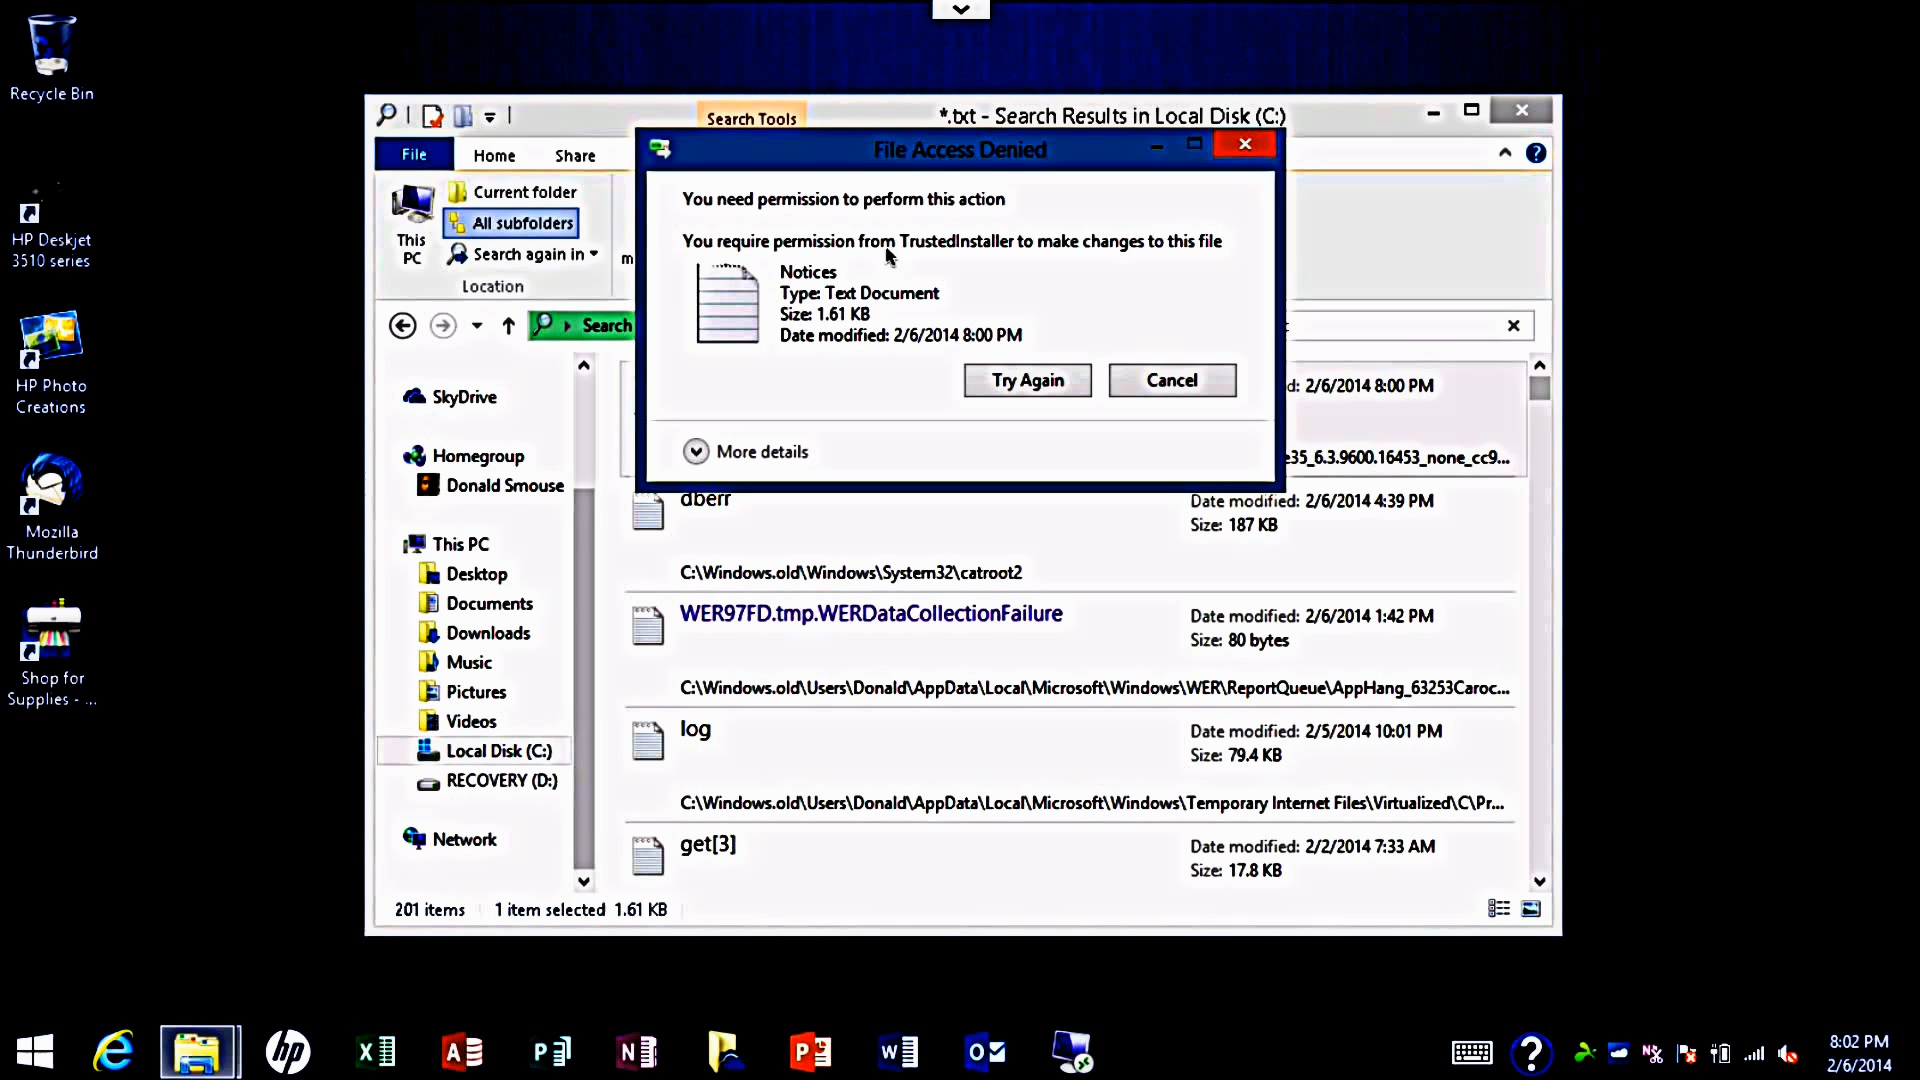 Recycle Bin
HP Deskjet
3510 series
HP Photo
Creations
Mozilla
Thunderbird
Shop for
Supplies - ...
Search Tools
*.txt - Search Results in Local Disk (C:)
File
Home
Share
This
PC
Current folder
All subfolders
Search again in
Location
m
Search
File Access Denied
You need permission to perform this action
You require permission from TrustedInstaller to make changes to this file
Notices
Type: Text Document
Size: 1.61 KB
Date modified: 2/6/2014 8:00 PM
Try Again
Cancel
More details
SkyDrive
Homegroup
Donald Smouse
This PC
Desktop
Documents
Downloads
Music
Pictures
Videos
Local Disk (C:)
RECOVERY (D:)
Network
d: 2/6/2014 8:00 PM
e35_6.3.9600.16453_none_cc9...
dberr
Date modified: 2/6/2014 4:39 PM
Size: 187 KB
C:\Windows.old\Windows\System32\catroot2
WER97FD.tmp.WERDataCollectionFailure
Date modified: 2/6/2014 1:42 PM
Size: 80 bytes
C:\Windows.old\Users\Donald\AppData\Local\Microsoft\Windows\WER\ReportQueue\AppHang_63253Caroc...
log
Date modified: 2/5/2014 10:01 PM
Size: 79.4 KB
C:\Windows.old\Users\Donald\AppData\Local\Microsoft\Windows\Temporary Internet Files\Virtualized\C\Pr...
get[3]
Date modified: 2/2/2014 7:33 AM
Size: 17.8 KB
201 items
1 item selected 1.61 KB
hp
8:02 PM
2/6/2014